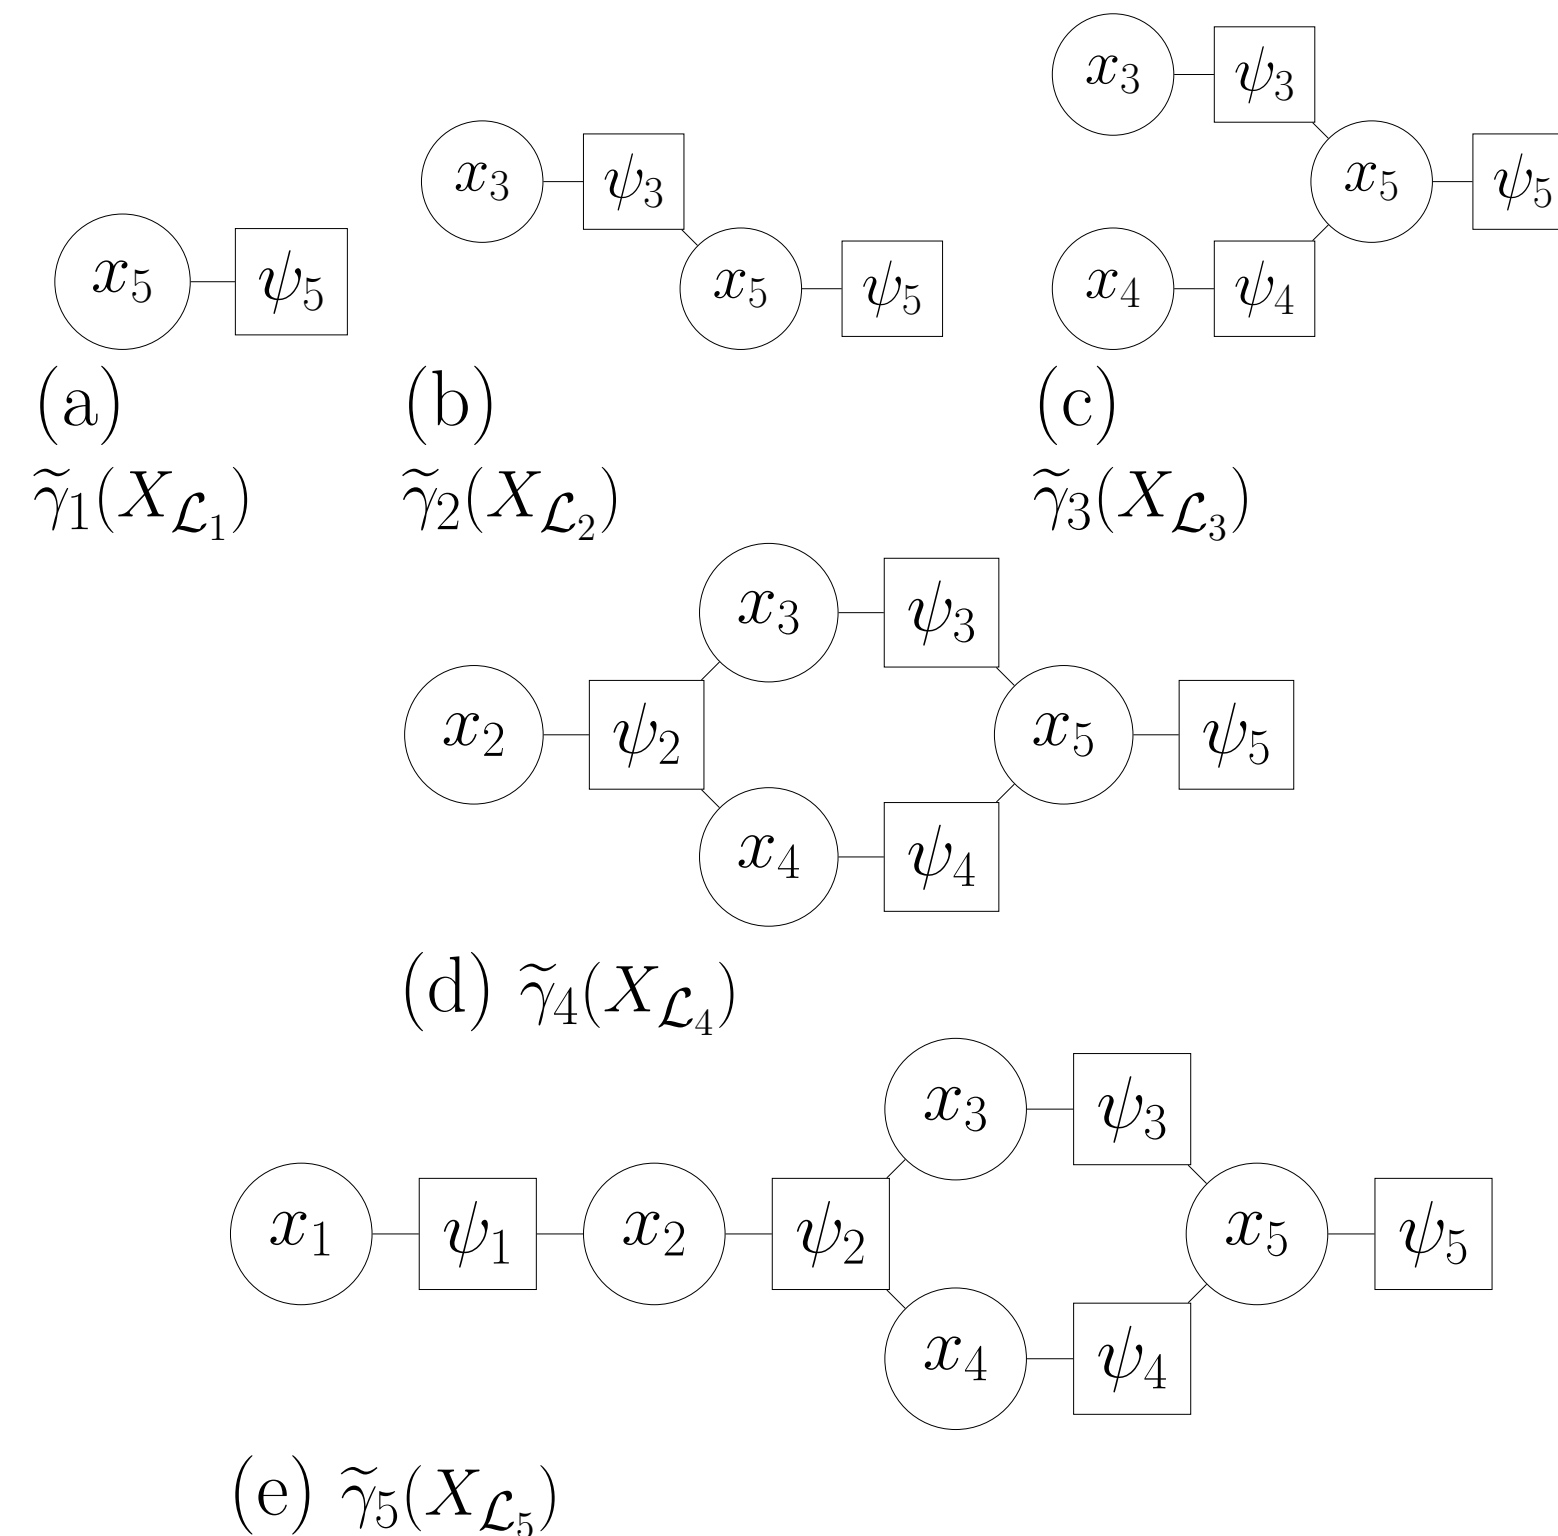 x₃ ψ₃
x₃ ψ₃ x₅ ψ₅
x₅ ψ₅ x₅ ψ₅ x₄ ψ₄
(a) (b) (c)
γ̃₁(X_ℒ₁) γ̃₂(X_ℒ₂) γ̃₃(X_ℒ₃)
x₃ ψ₃
x₂ ψ₂ x₅ ψ₅
x₄ ψ₄
(d) γ̃₄(X_ℒ₄)
x₃ ψ₃
x₁ ψ₁ x₂ ψ₂ x₅ ψ₅
x₄ ψ₄
(e) γ̃₅(X_ℒ₅)